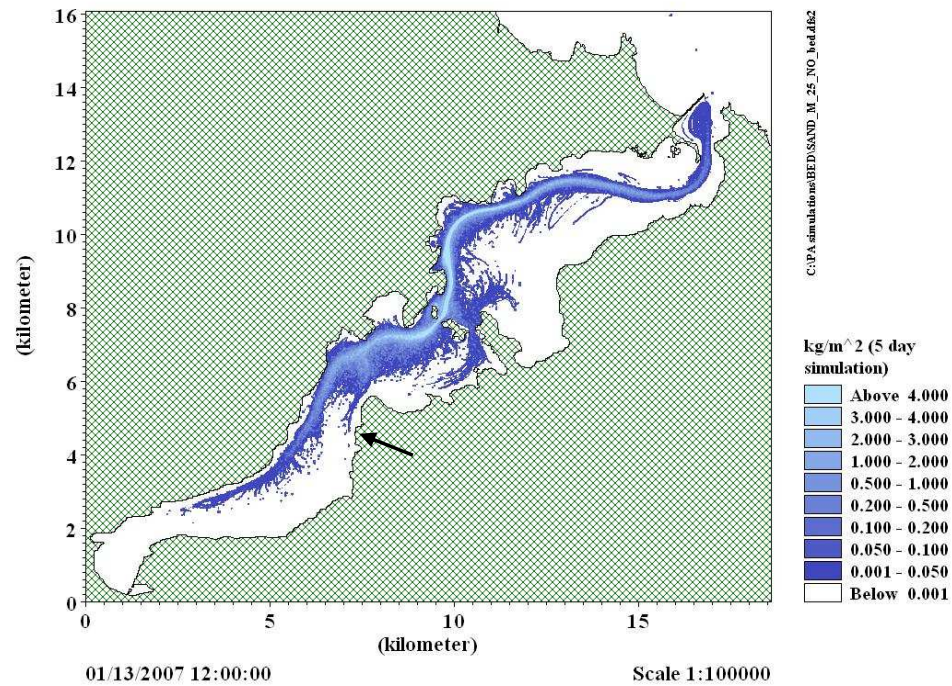 16
14
12
10
8
6
4
2
0
(kilometer)
0 5 10 15
(kilometer)
01/13/2007 12:00:00
Scale 1:100000
C:\PA simulations\BED\SAND_M_25_NO_bed.dfs2
kg/m^2 (5 day
simulation)
Above 4.000
3.000 - 4.000
2.000 - 3.000
1.000 - 2.000
0.500 - 1.000
0.200 - 0.500
0.100 - 0.200
0.050 - 0.100
0.001 - 0.050
Below 0.001